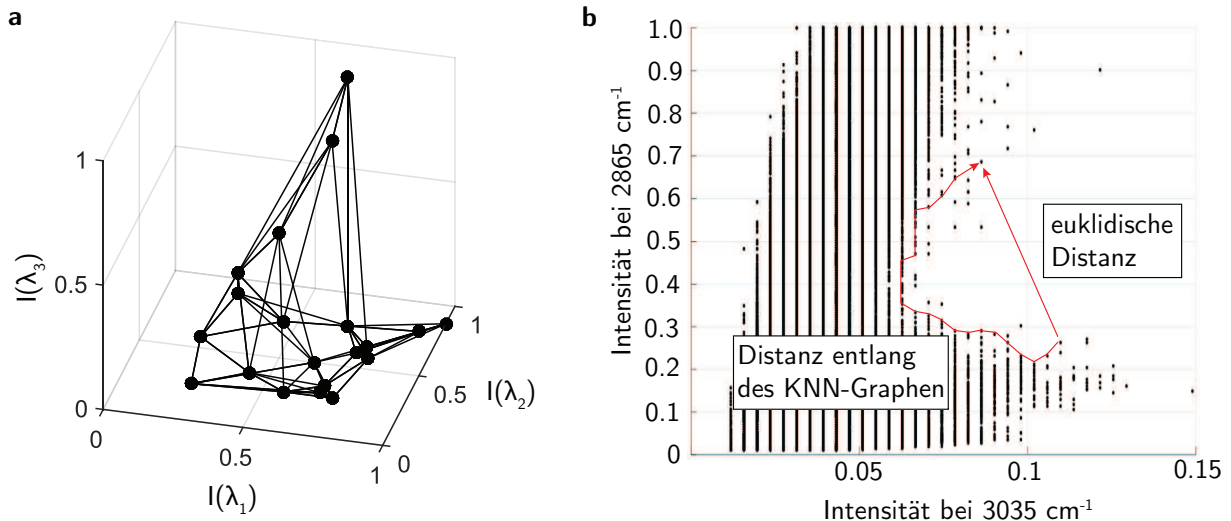 a
1
0.5
0
I(λ3)
0
0.5
1
I(λ1)
0
0.5
1
I(λ2)
b
1.0
0.9
0.8
0.7
0.6
0.5
0.4
0.3
0.2
0.1
0
Intensität bei 2865 cm-1
euklidische
Distanz
Distanz entlang
des KNN-Graphen
0.05
0.1
0.15
Intensität bei 3035 cm-1